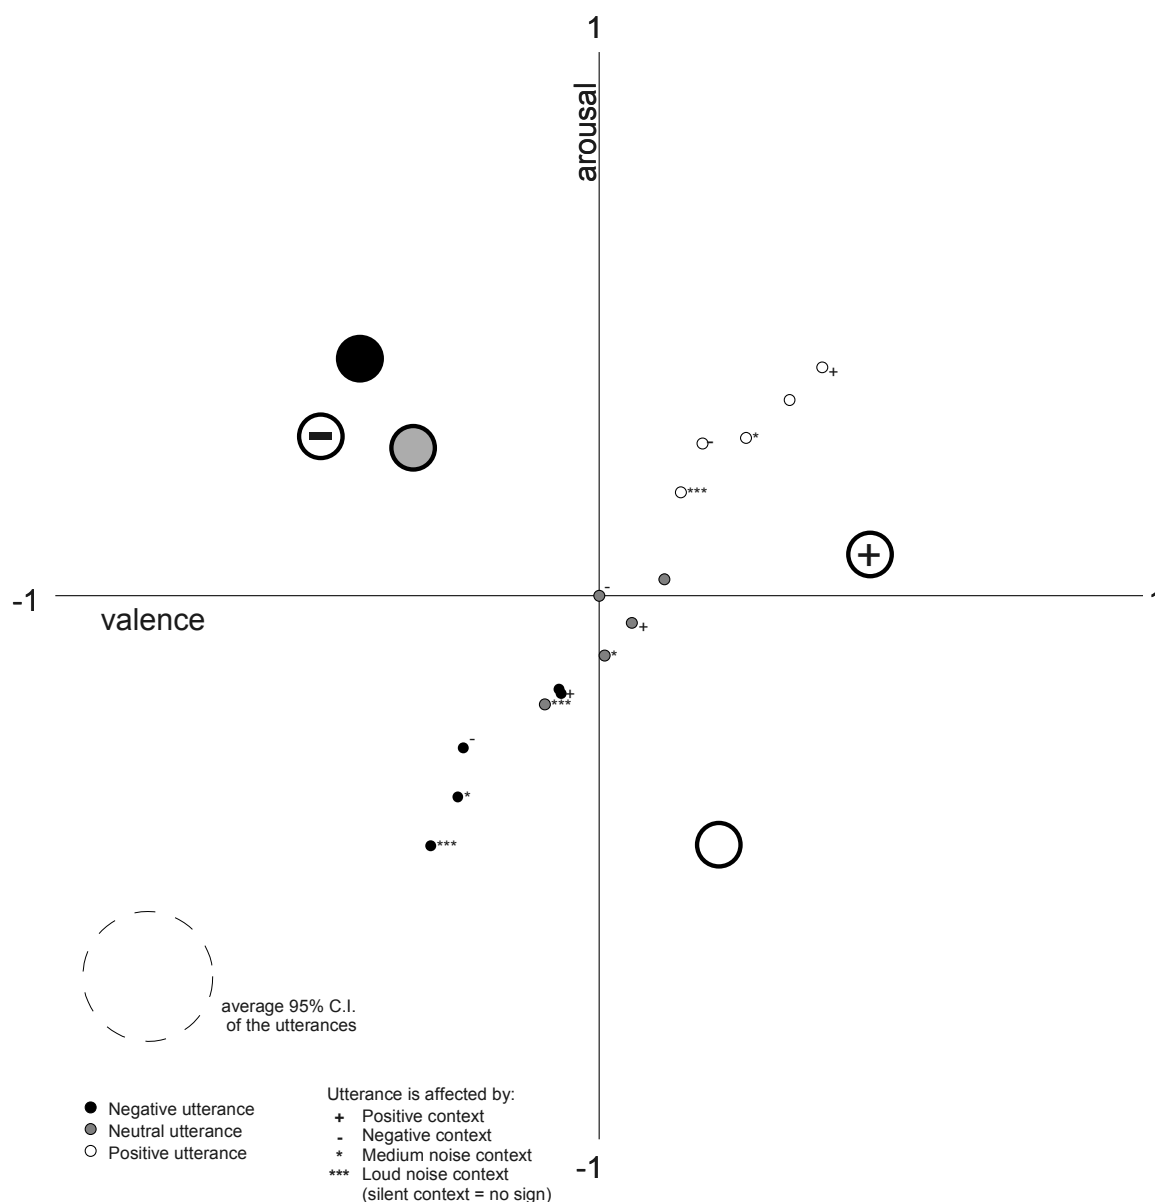 1
arousal
+
-
*
***
+
-1
valence
1
-
+
*
+
***
-
*
***
average 95% C.I.
of the utterances
Negative utterance
Neutral utterance
Positive utterance
Utterance is affected by:
+ Positive context
- Negative context
* Medium noise context
*** Loud noise context
(silent context = no sign)
-1